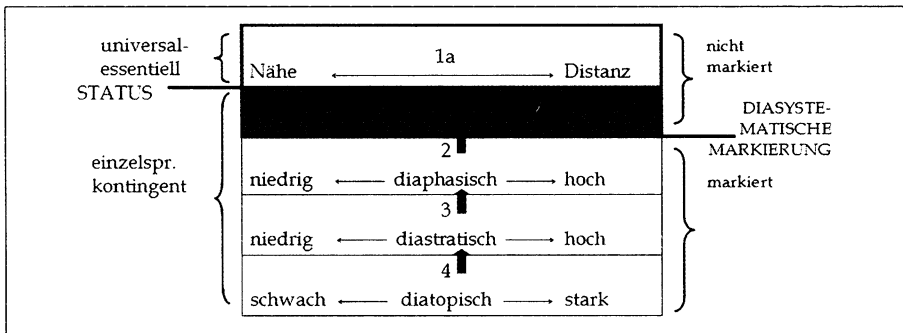 universal-
essentiell
STATUS
einzelspr.
kontingent
1a
Nähe Distanz
2
niedrig diaphasisch hoch
3
niedrig diastratisch hoch
4
schwach diatopisch stark
nicht
markiert
DIASYSTE-
MATISCHE
MARKIERUNG
markiert